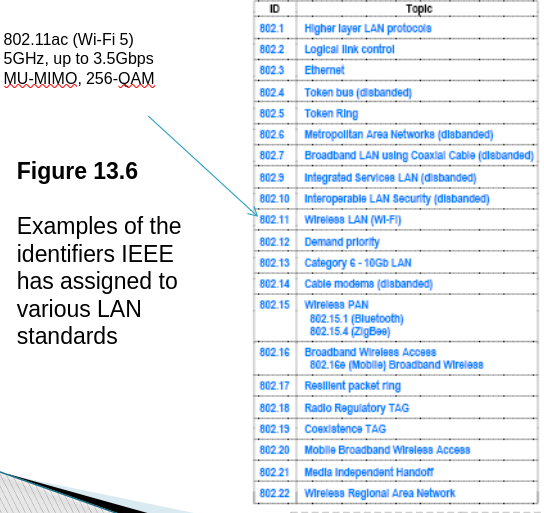 802.11ac (Wi-Fi 5)
5GHz, up to 3.5Gbps
MU-MIMO, 256-QAM
Figure 13.6
Examples of the
identifiers IEEE
has assigned to
various LAN
standards
ID Topic
802.1 Higher layer LAN protocols
802.2 Logical link control
802.3 Ethernet
802.4 Token bus (disbanded)
802.5 Token Ring
802.6 Metropolitan Area Networks (disbanded)
802.7 Broadband LAN using Coaxial Cable (disbanded)
802.9 Integrated Services LAN (disbanded)
802.10 Interoperable LAN Security (disbanded)
802.11 Wireless LAN (Wi-Fi)
802.12 Demand priority
802.13 Category 6 - 10Gb LAN
802.14 Cable modems (disbanded)
802.15 Wireless PAN
802.15.1 (Bluetooth)
802.15.4 (ZigBee)
802.16 Broadband Wireless Access
802.16e (Mobile) Broadband Wireless
802.17 Resilient packet ring
802.18 Radio Regulatory TAG
802.19 Coexistence TAG
802.20 Mobile Broadband Wireless Access
802.21 Media Independent Handoff
802.22 Wireless Regional Area Network